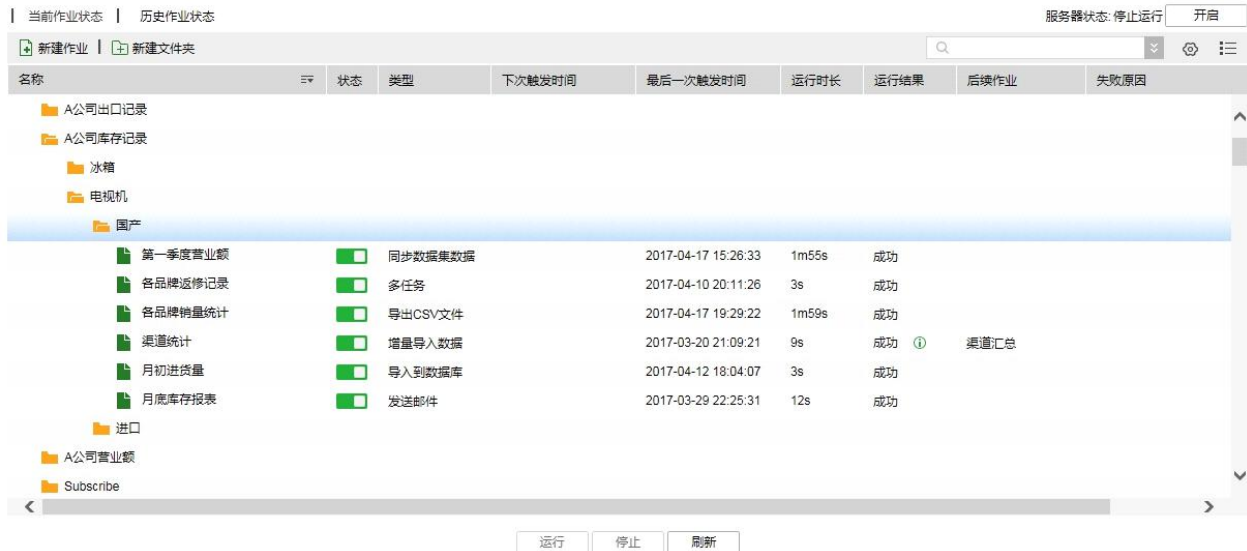 当前作业状态 历史作业状态 服务器状态: 停止运行 开启
新建作业 新建文件夹
名称 状态 类型 下次触发时间 最后一次触发时间 运行时长 运行结果 后续作业 失败原因
A公司出口记录
A公司库存记录
冰箱
电视机
国产
第一季度营业额 同步数据集数据 2017-04-17 15:26:33 1m55s 成功
各品牌返修记录 多任务 2017-04-10 20:11:26 3s 成功
各品牌销量统计 导出CSV文件 2017-04-17 19:29:22 1m59s 成功
渠道统计 增量导入数据 2017-03-20 21:09:21 9s 成功 渠道汇总
月初进货量 导入到数据库 2017-04-12 18:04:07 3s 成功
月底库存报表 发送邮件 2017-03-29 22:25:31 12s 成功
进口
A公司营业额
Subscribe
运行 停止 刷新